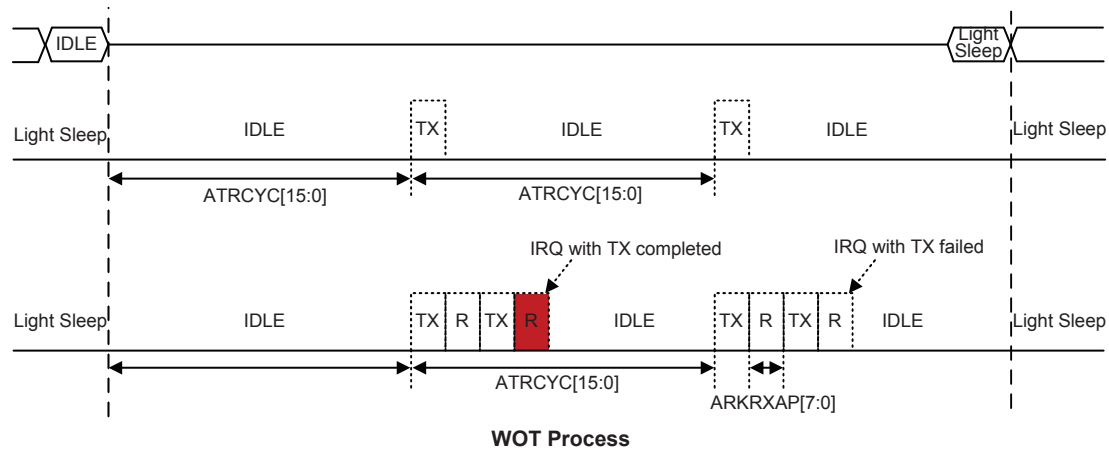 IDLE
Light
Sleep
Light Sleep IDLE TX IDLE TX IDLE Light Sleep
ATRCYC[15:0] ATRCYC[15:0]
IRQ with TX completed IRQ with TX failed
Light Sleep IDLE TX R TX R IDLE TX R TX R IDLE Light Sleep
ATRCYC[15:0]
ARKRXAP[7:0]
WOT Process